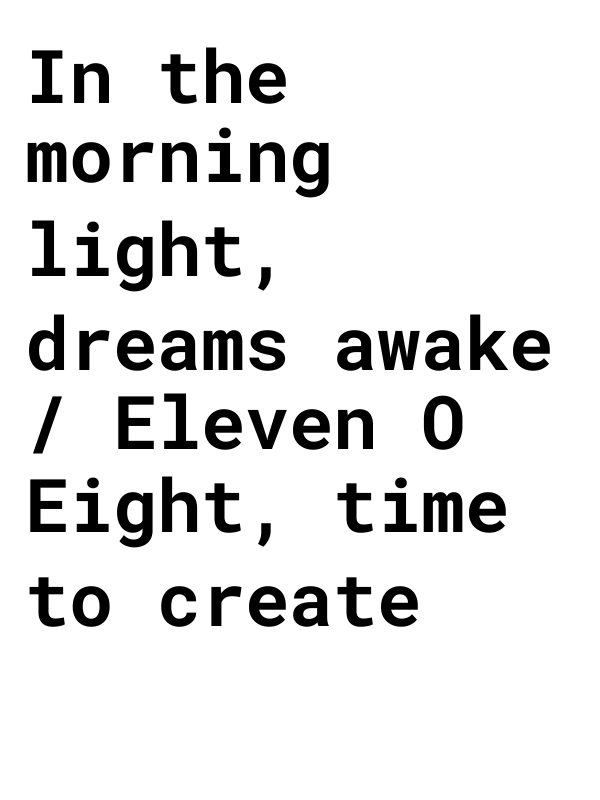 In the
morning
light,
dreams awake
/ Eleven O
Eight, time
to create